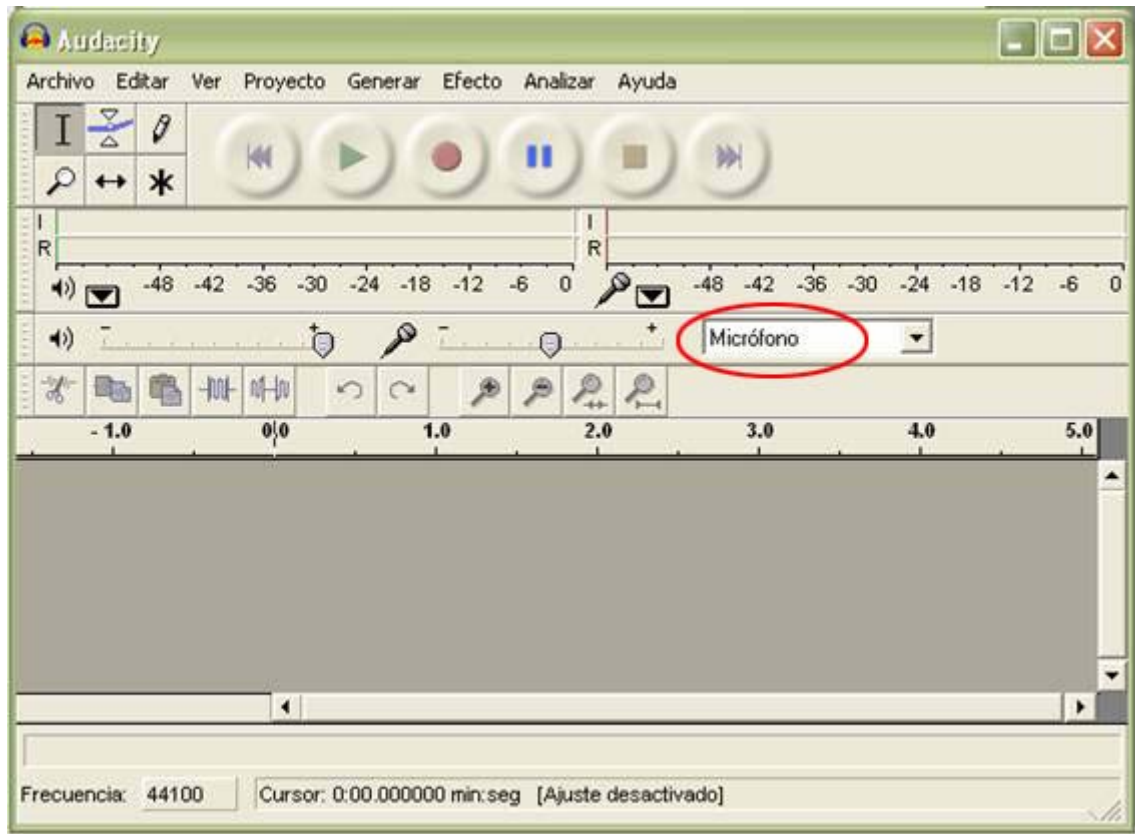 Audacity
Archivo Editar Ver Proyecto Generar Efecto Analizar Ayuda
I I
R R
-48 -42 -36 -30 -24 -18 -12 -6 0 -48 -42 -36 -30 -24 -18 -12 -6 0
- + - + Micrófono
- 1.0 0,0 1.0 2.0 3.0 4.0 5.0
Frecuencia: 44100 Cursor: 0:00.000000 min:seg [Ajuste desactivado]